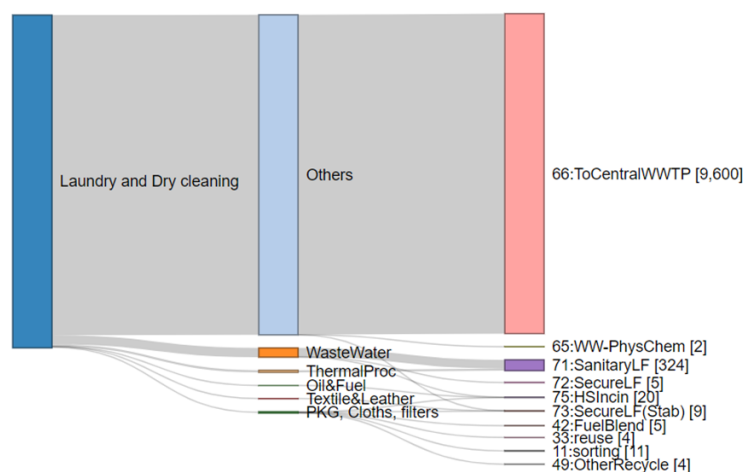 Laundry and Dry cleaning
Others
WasteWater
ThermalProc
Oil&Fuel
Textile&Leather
PKG, Cloths, filters
66:ToCentralWWTP [9,600]
65:WW-PhysChem [2]
71:SanitaryLF [324]
72:SecureLF [5]
75:HSIncin [20]
73:SecureLF(Stab) [9]
42:FuelBlend [5]
33:reuse [4]
11:sorting [11]
49:OtherRecycle [4]